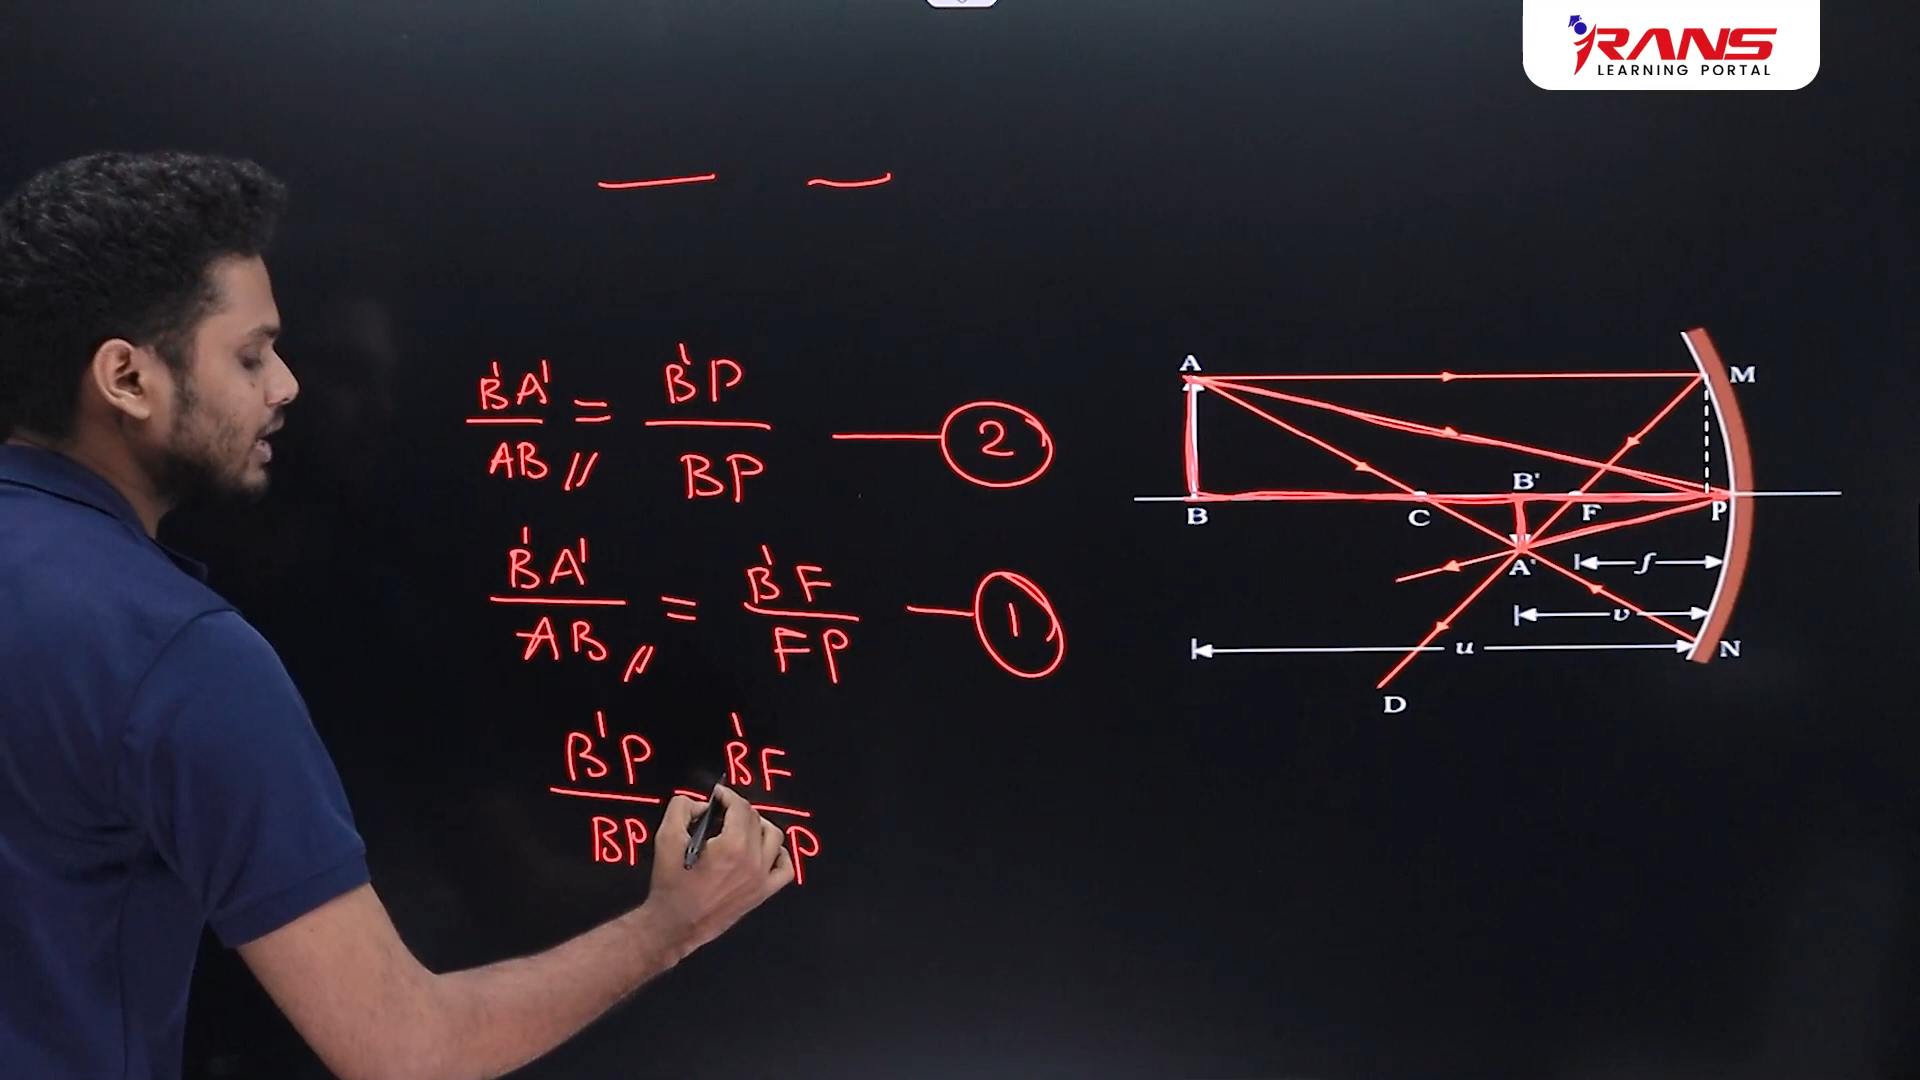 RANS
LEARNING PORTAL
B'A' / AB = B'P / BP — 2
B'A' / AB = B'F / FP — 1
B'P / BP = B'F / P
A
M
B'
B
C
F
P
A'
f
v
u
N
D